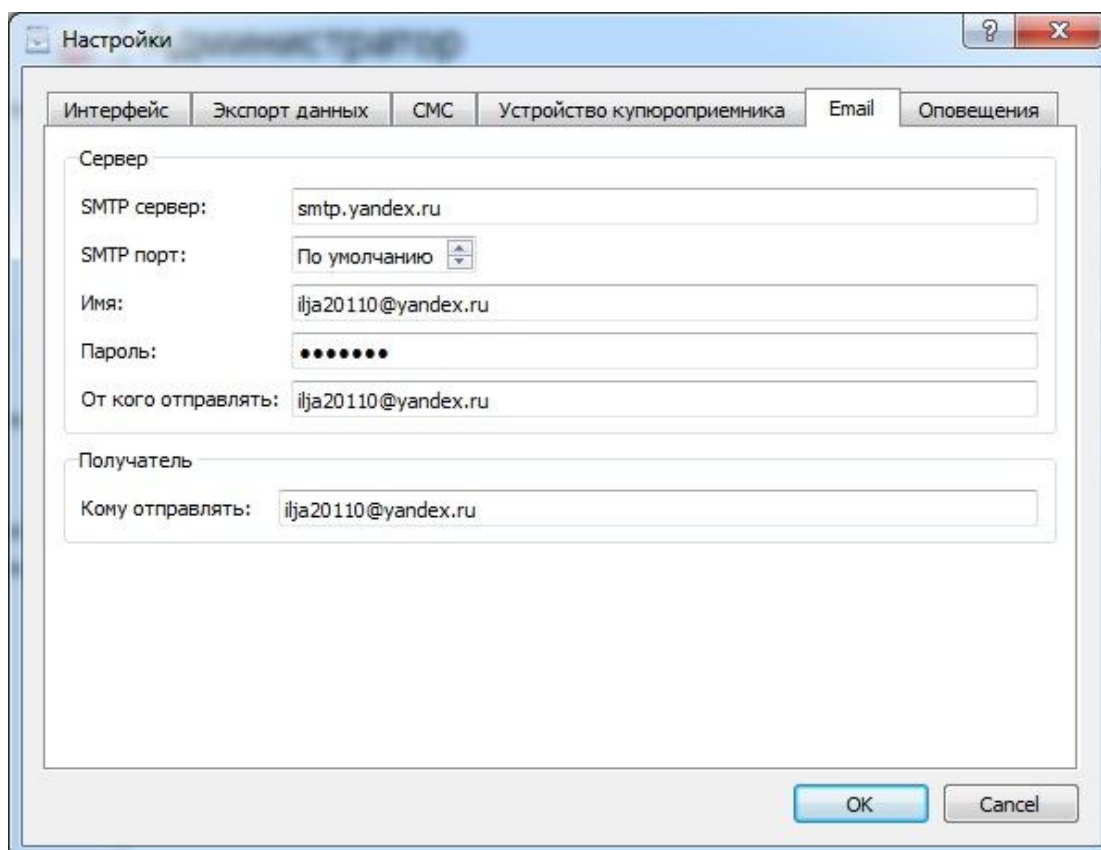 Настройки
администратор
Интерфейс Экспорт данных СМС Устройство купюроприемника Email Оповещения
Сервер
SMTP сервер: smtp.yandex.ru
SMTP порт: По умолчанию
Имя: ilja20110@yandex.ru
Пароль: •••••••
От кого отправлять: ilja20110@yandex.ru
Получатель
Кому отправлять: ilja20110@yandex.ru
OK Cancel